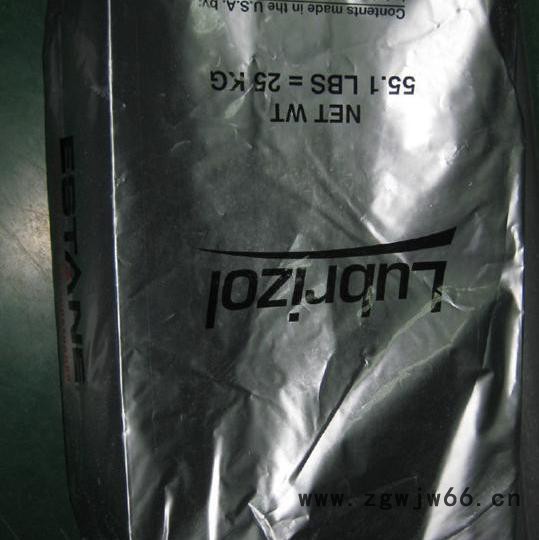 Lubrizol
NET WT
55.1 LBS = 25 KG
Contents made in the U.S.A. by:
ESTANE
www.zgwjw66.cn